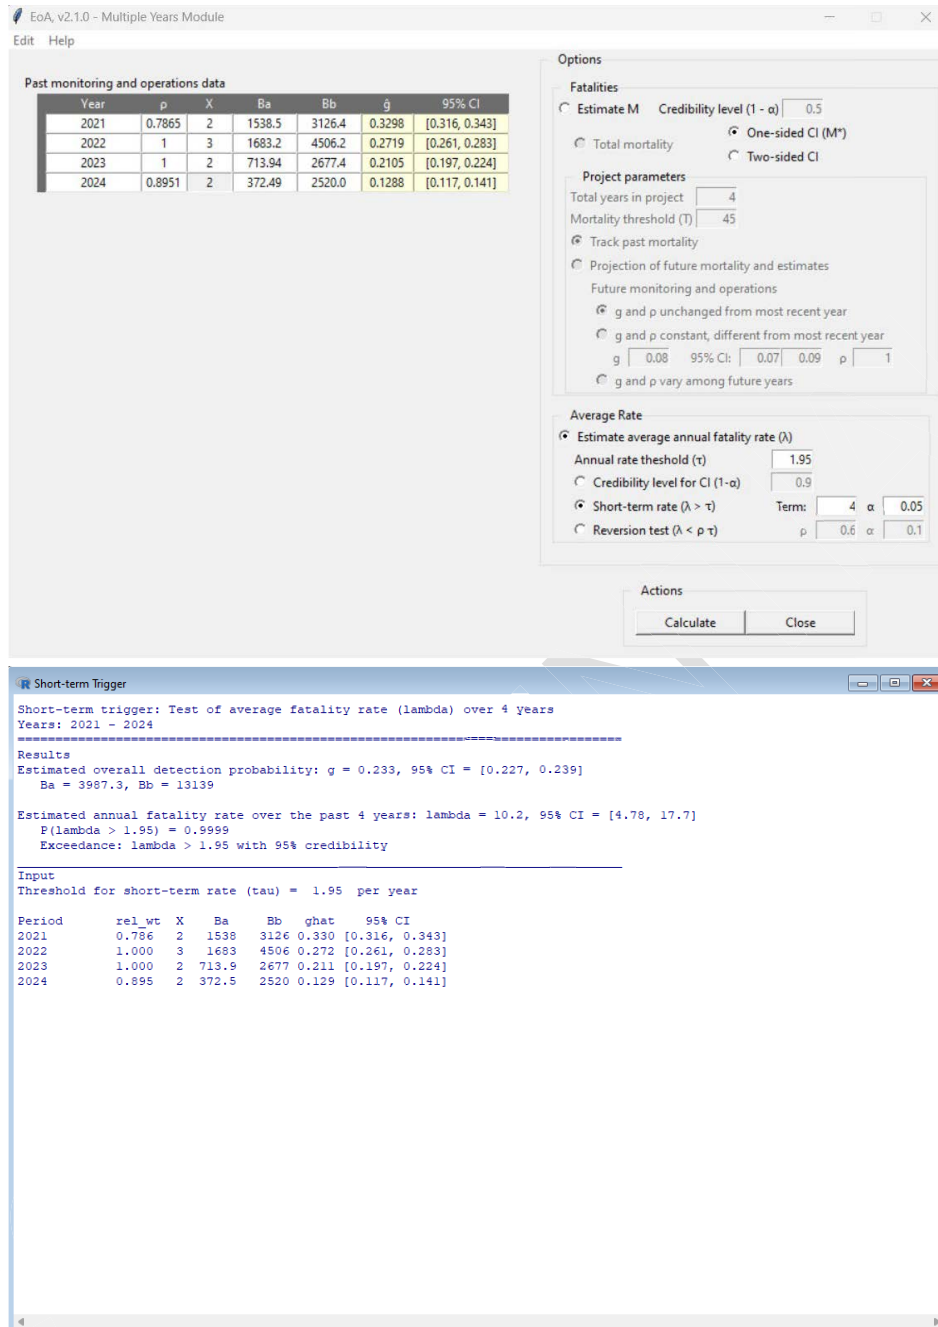 EoA, v2.1.0 - Multiple Years Module
Edit Help
Past monitoring and operations data
Year ρ X Ba Bb ĝ 95% CI
2021 0.7865 2 1538.5 3126.4 0.3298 [0.316, 0.343]
2022 1 3 1683.2 4506.2 0.2719 [0.261, 0.283]
2023 1 2 713.94 2677.4 0.2105 [0.197, 0.224]
2024 0.8951 2 372.49 2520.0 0.1288 [0.117, 0.141]
Options
Fatalities
Estimate M Credibility level (1 - α) 0.5
Total mortality
One-sided CI (M*)
Two-sided CI
Project parameters
Total years in project 4
Mortality threshold (T) 45
Track past mortality
Projection of future mortality and estimates
Future monitoring and operations
g and ρ unchanged from most recent year
g and ρ constant, different from most recent year
g 0.08 95% CI: 0.07 0.09 ρ 1
g and ρ vary among future years
Average Rate
Estimate average annual fatality rate (λ)
Annual rate theshold (τ) 1.95
Credibility level for CI (1-α) 0.9
Short-term rate (λ > τ) Term: 4 α 0.05
Reversion test (λ < ρ τ) ρ 0.6 α 0.1
Actions
Calculate Close
Short-term Trigger
Short-term trigger: Test of average fatality rate (lambda) over 4 years
Years: 2021 - 2024
Results
Estimated overall detection probability: g = 0.233, 95% CI = [0.227, 0.239]
Ba = 3987.3, Bb = 13139
Estimated annual fatality rate over the past 4 years: lambda = 10.2, 95% CI = [4.78, 17.7]
P(lambda > 1.95) = 0.9999
Exceedance: lambda > 1.95 with 95% credibility
Input
Threshold for short-term rate (tau) = 1.95 per year
Period rel_wt X Ba Bb ghat 95% CI
2021 0.786 2 1538 3126 0.330 [0.316, 0.343]
2022 1.000 3 1683 4506 0.272 [0.261, 0.283]
2023 1.000 2 713.9 2677 0.211 [0.197, 0.224]
2024 0.895 2 372.5 2520 0.129 [0.117, 0.141]